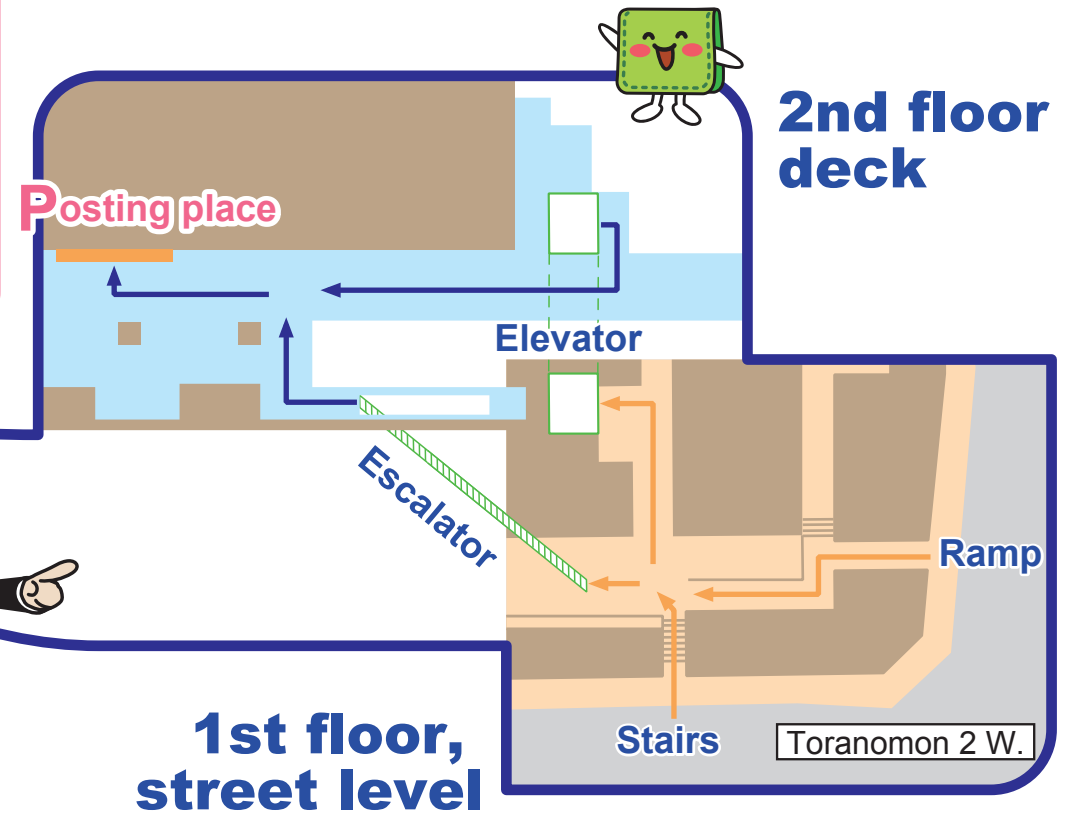 2nd floor
deck
Posting place
Elevator
Escalator
Ramp
Stairs
Toranomon 2 W.
1st floor,
street level